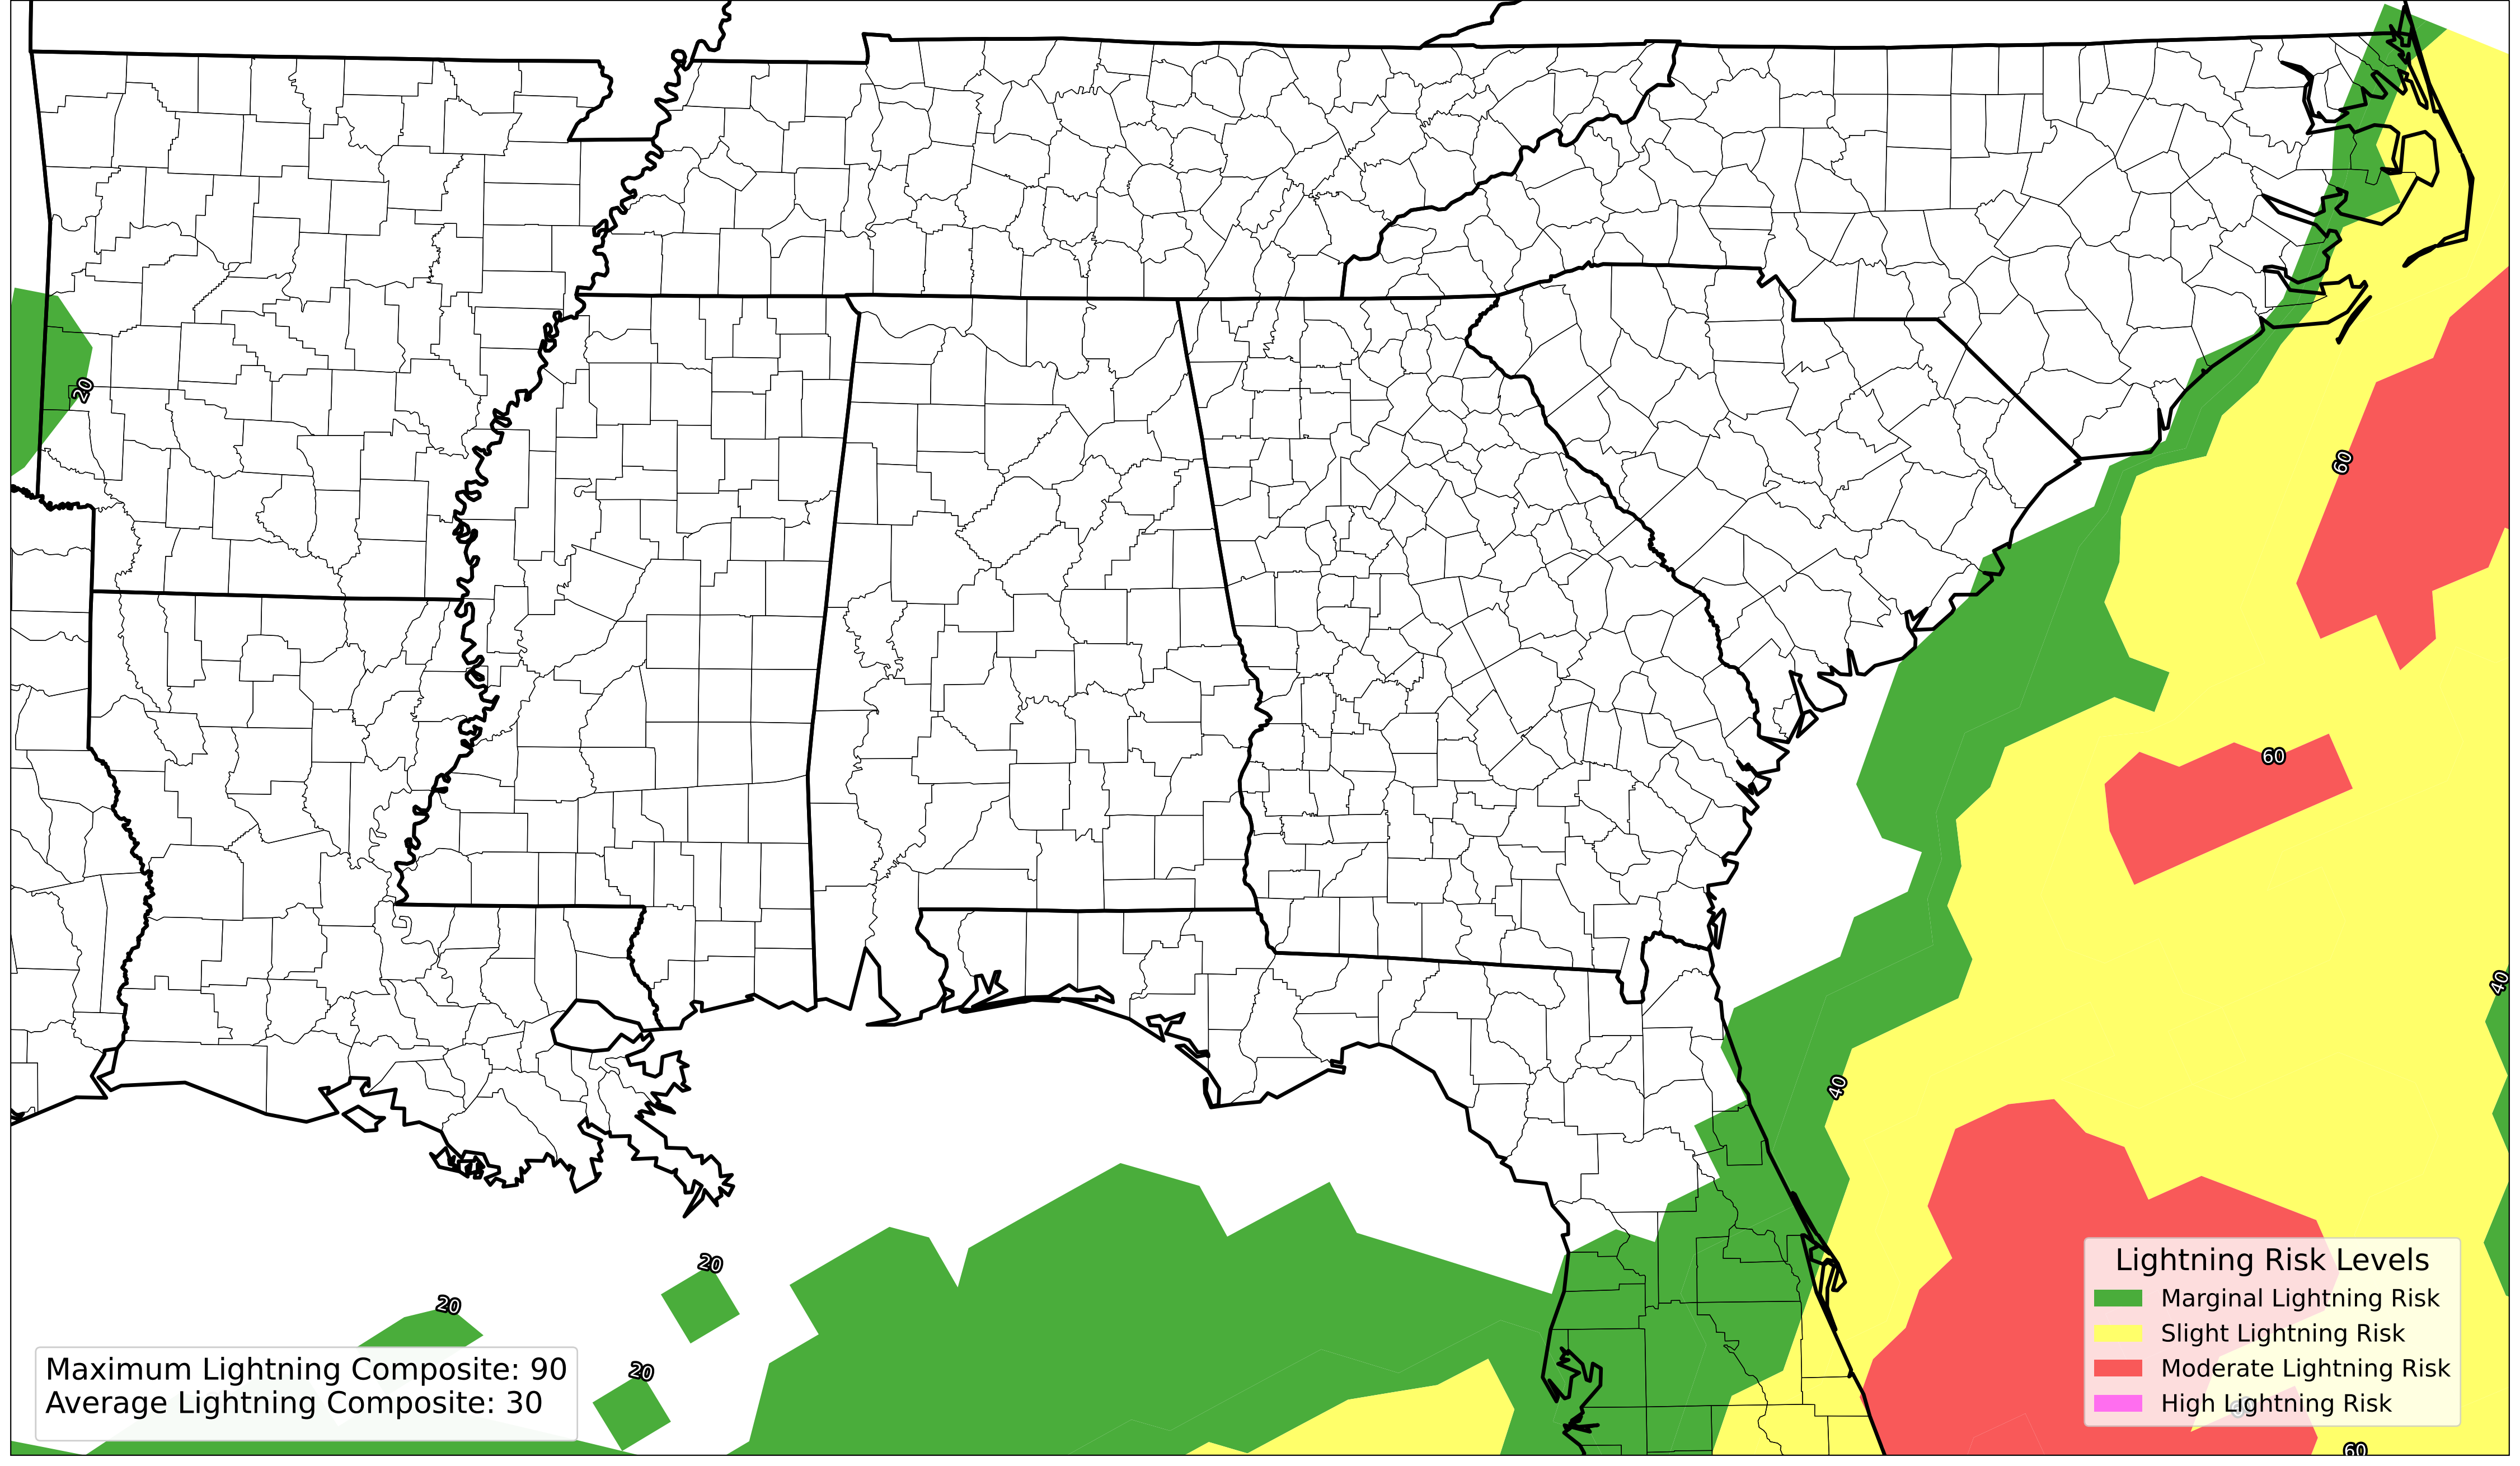 20
60
60
40
40
20
20
20
Maximum Lightning Composite: 90
Average Lightning Composite: 30
Lightning Risk Levels
Marginal Lightning Risk
Slight Lightning Risk
Moderate Lightning Risk
High Lightning Risk
60